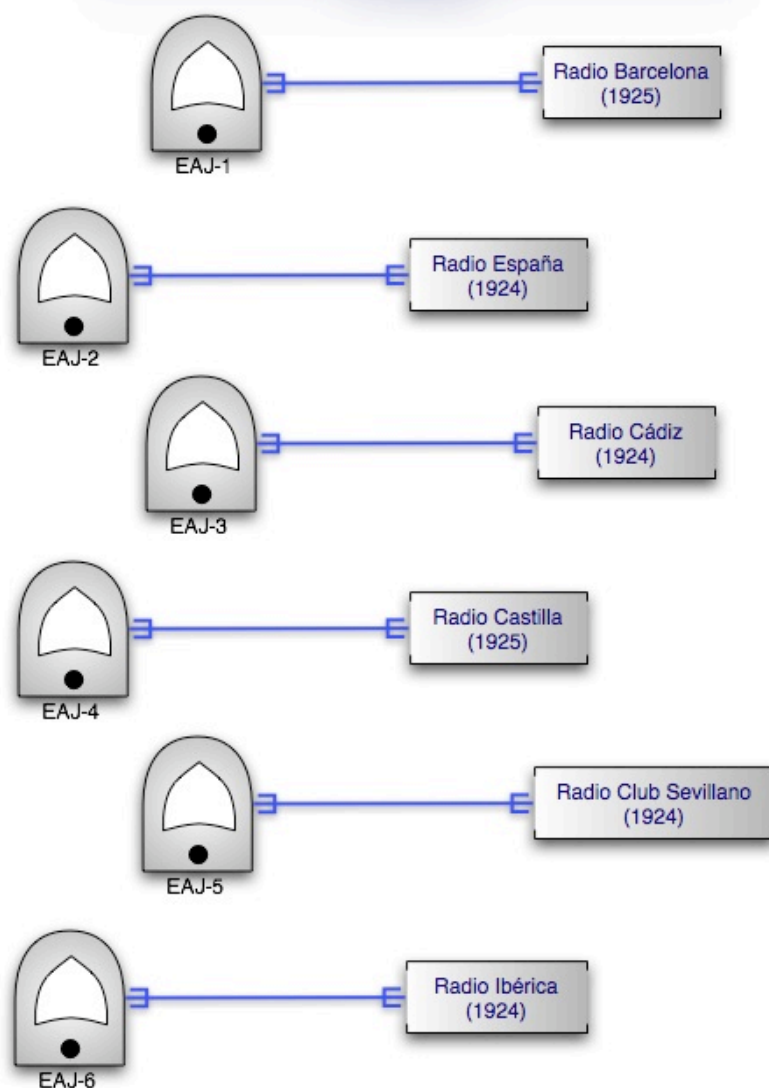 Radio Barcelona
(1925)
EAJ-1
Radio España
(1924)
EAJ-2
Radio Cádiz
(1924)
EAJ-3
Radio Castilla
(1925)
EAJ-4
Radio Club Sevillano
(1924)
EAJ-5
Radio Ibérica
(1924)
EAJ-6